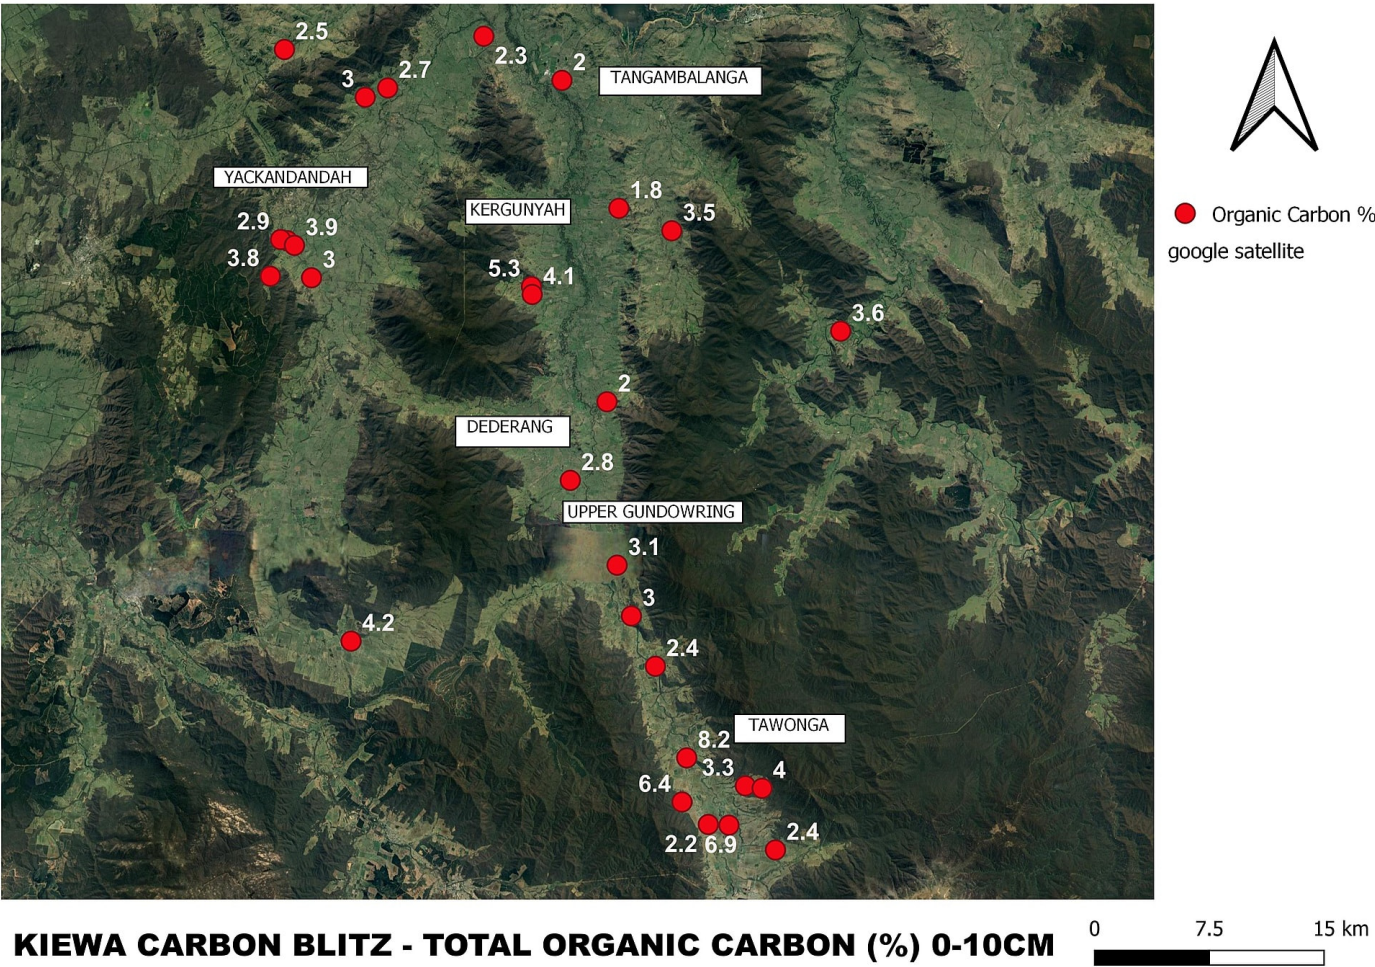 2.5
2.3
2
TANGAMBALANGA
2.7
3
YACKANDANDAH
1.8
KERGUNYAH
3.5
Organic Carbon %
google satellite
2.9
3.9
3.8
3
5.3
4.1
3.6
2
DEDERANG
2.8
UPPER GUNDOWRING
3.1
3
4.2
2.4
TAWONGA
8.2
3.3
4
6.4
2.2
6.9
2.4
0 7.5 15 km
KIEWA CARBON BLITZ - TOTAL ORGANIC CARBON (%) 0-10CM